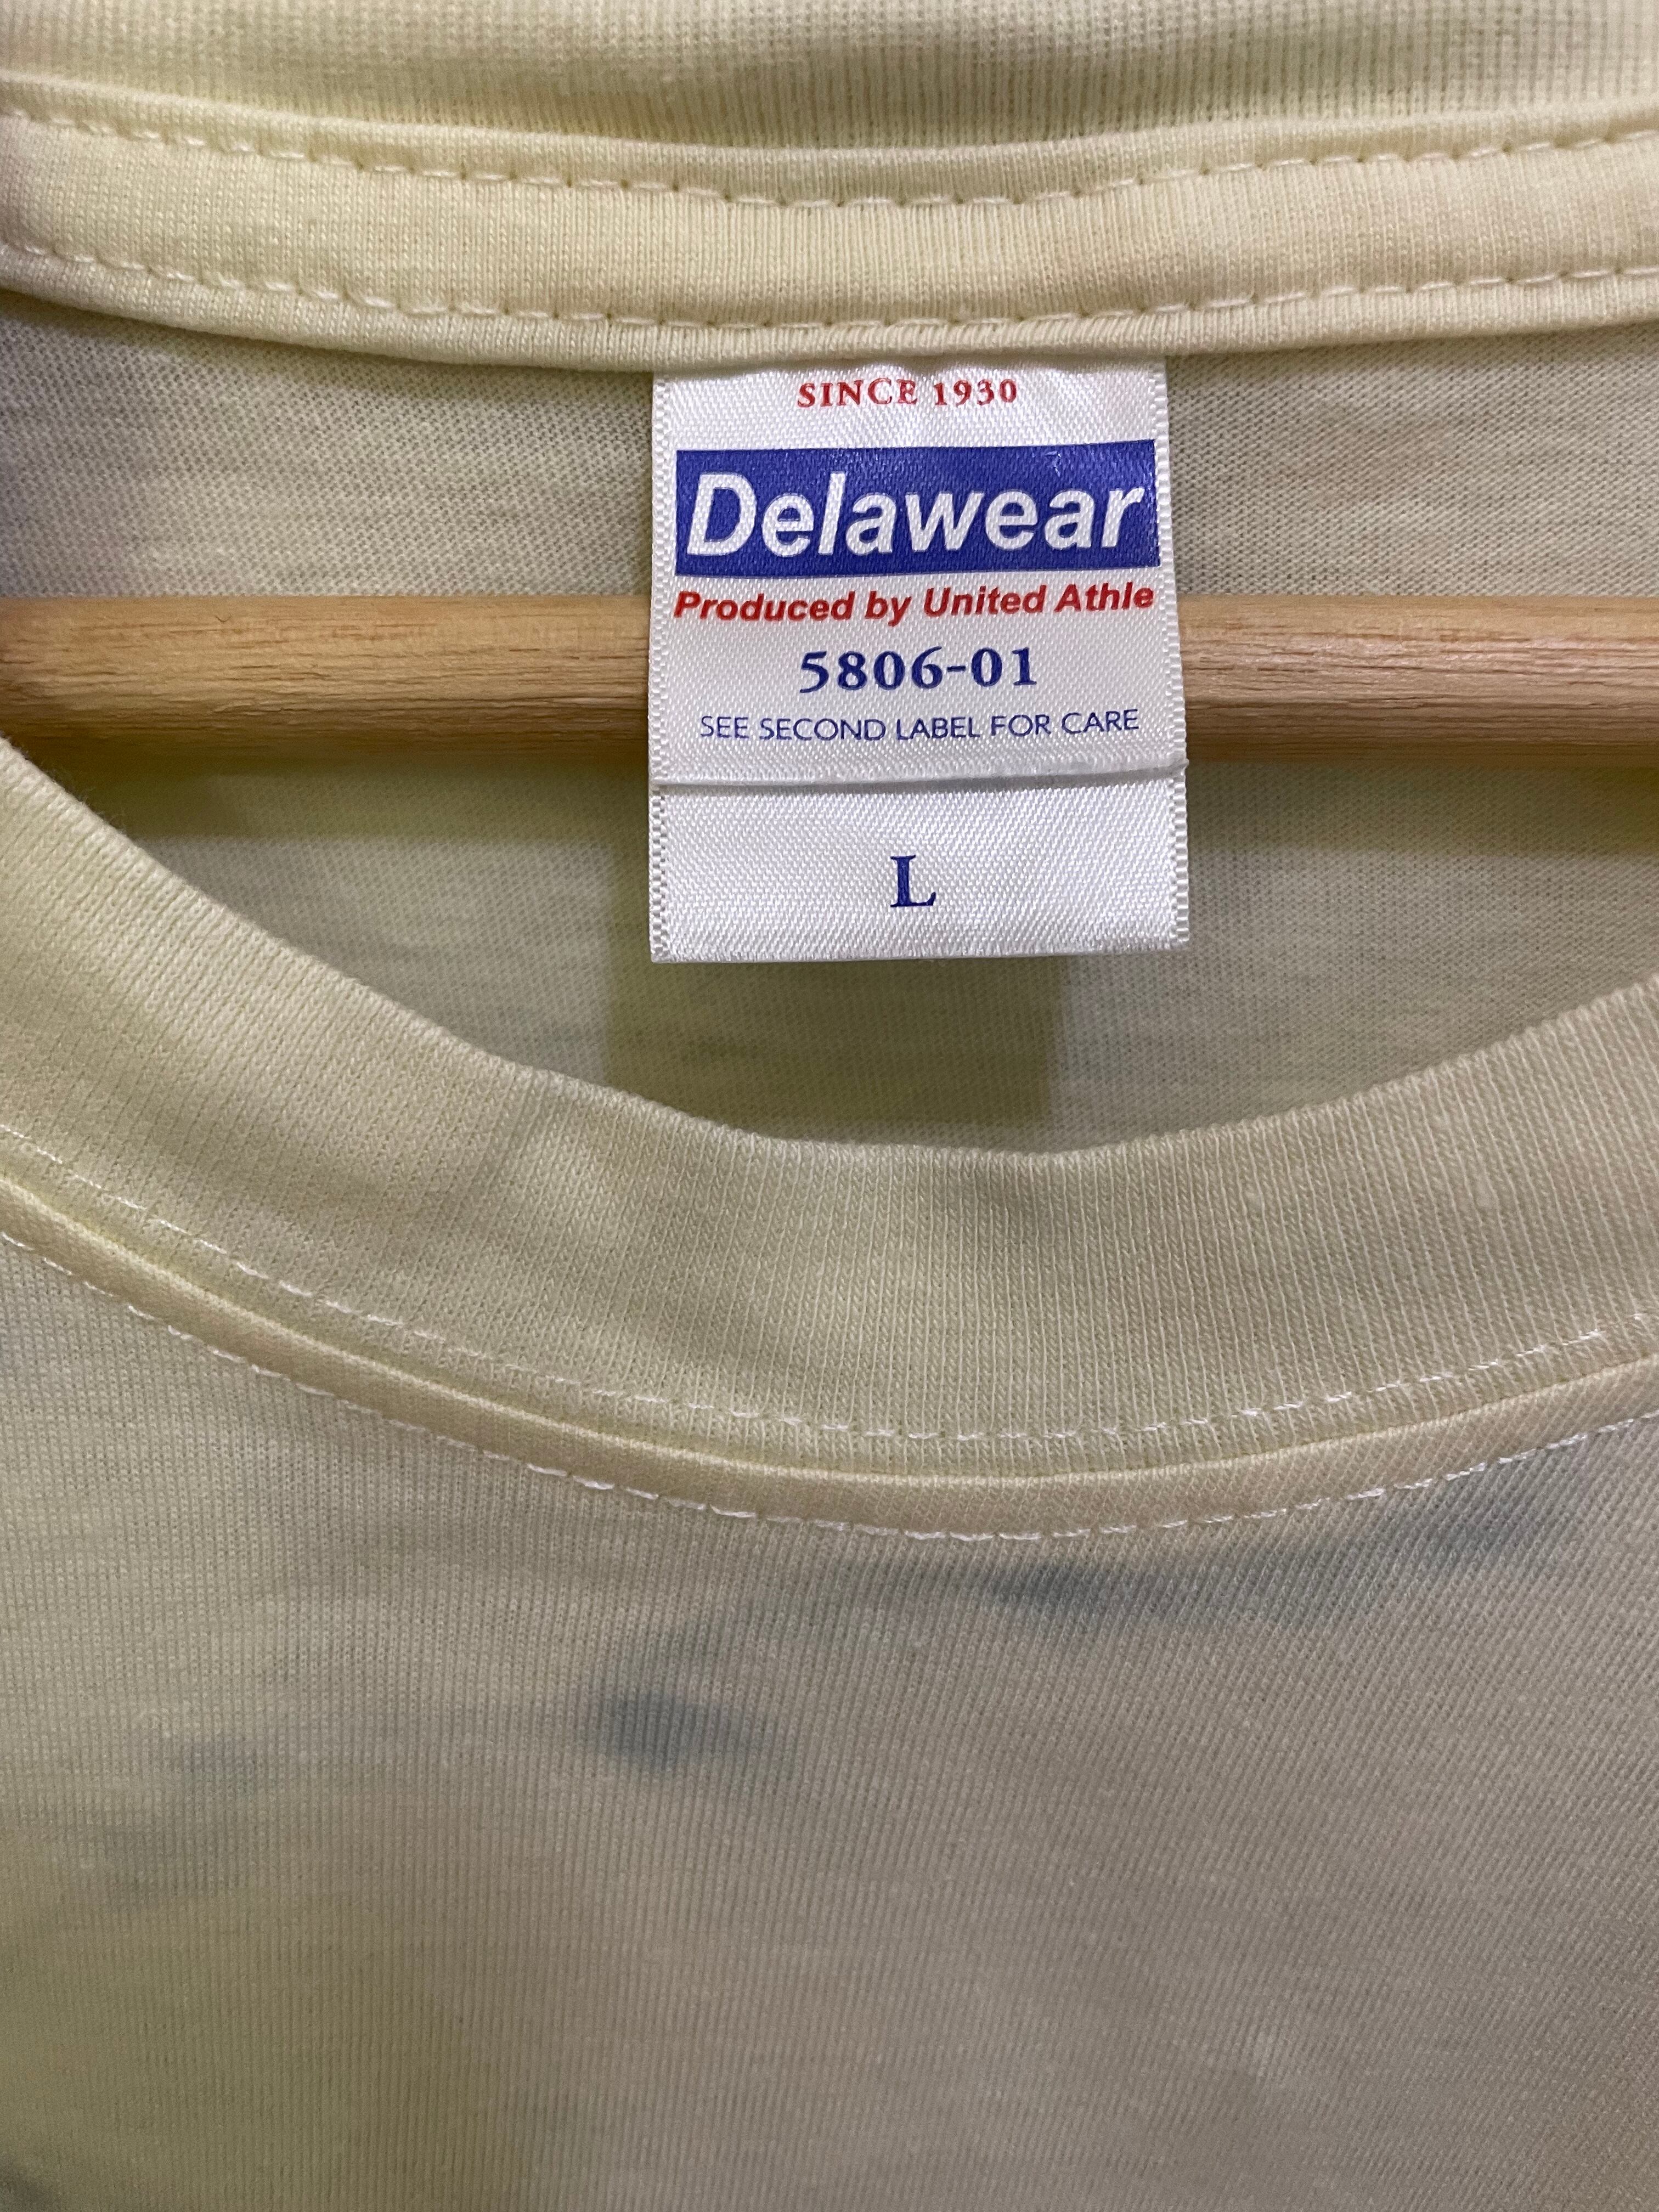 SINCE 1930
Delawear
Produced by United Athle
5806-01
SEE SECOND LABEL FOR CARE
L